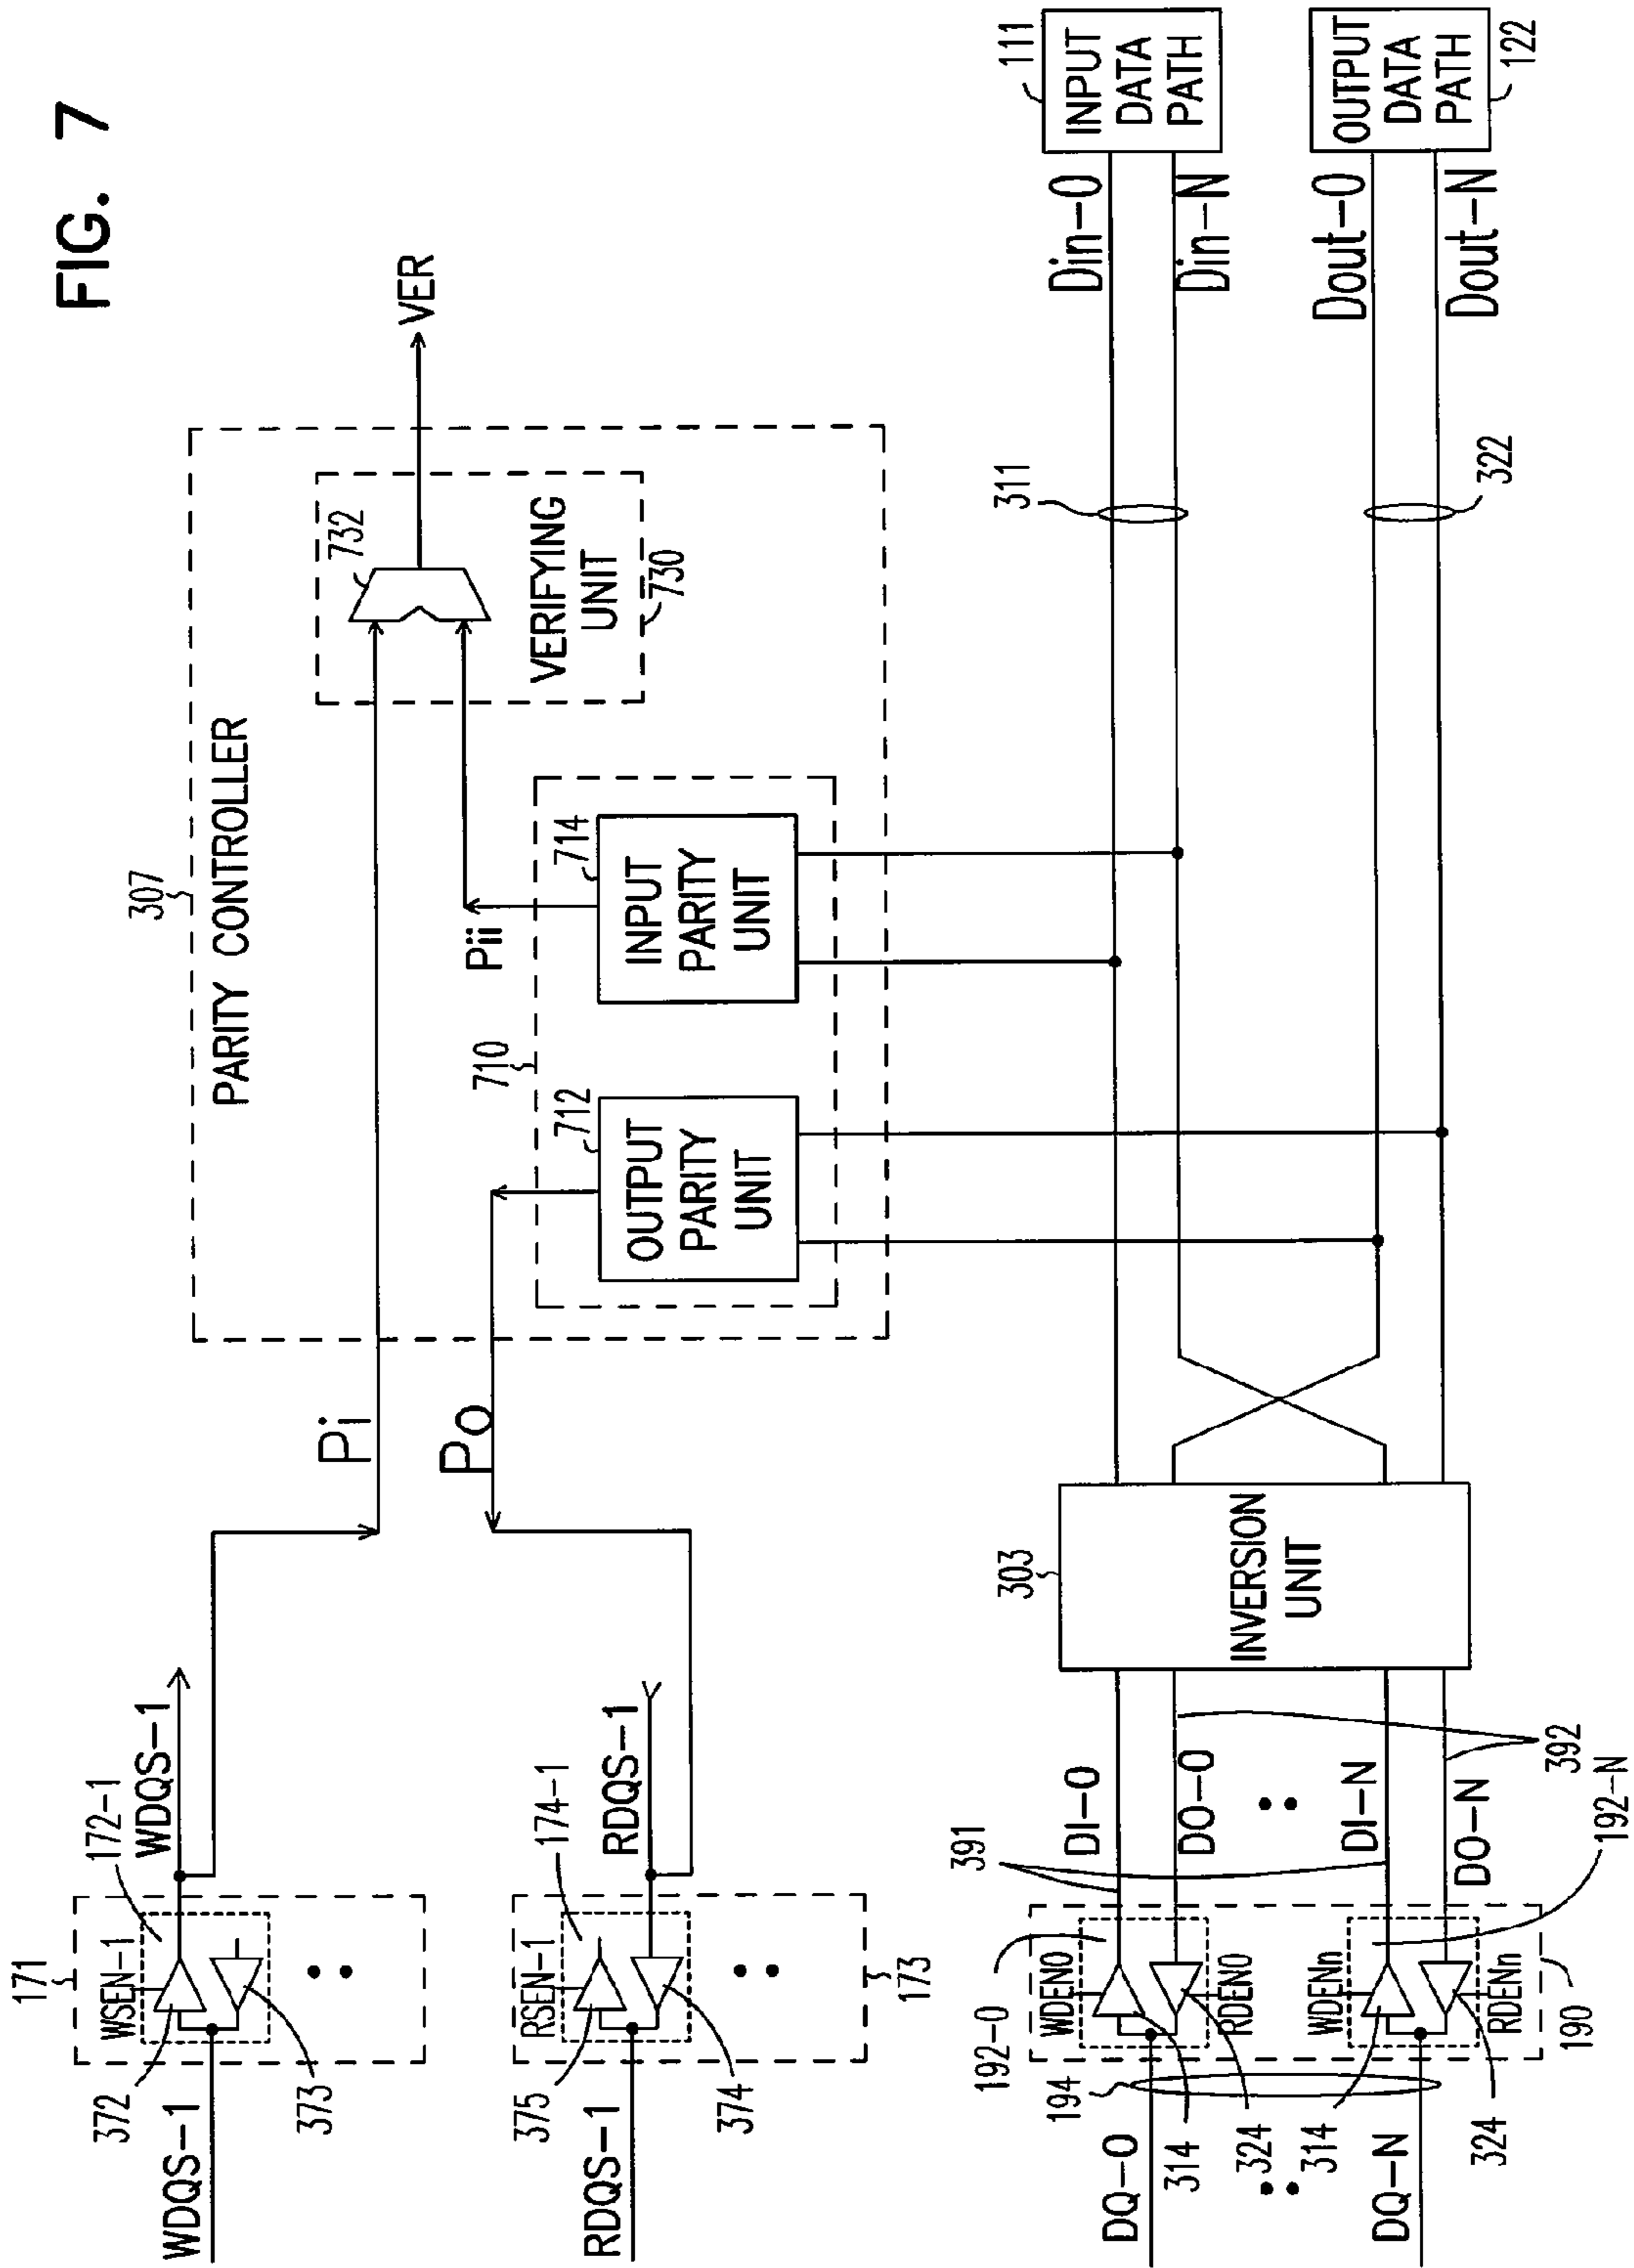 FIG. 7
307
PARITY CONTROLLER
732
VERIFYING
UNIT
730
VER
710
712
OUTPUT
PARITY
UNIT
714
INPUT
PARITY
UNIT
Pii
Pi
Po
171
172-1
WDQS-1
WSEN-1
372
373
WDQS-1
174-1
RDQS-1
RSEN-1
375
374
173
RDQS-1
303
INVERSION
UNIT
311
322
Din-0
Din-N
111
INPUT
DATA
PATH
Dout-0
Dout-N
OUTPUT
DATA
PATH
122
391
DI-0
DO-0
DI-N
DO-N
392
192-N
192-0
WDEN0
RDEN0
WDENn
RDENn
190
194
DQ-0
314
324
314
DQ-N
324